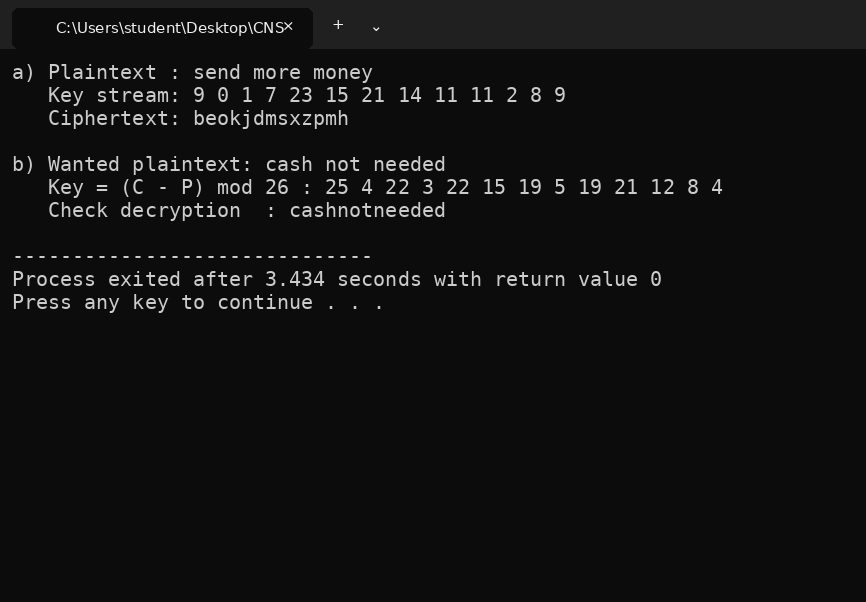 C:\Users\student\Desktop\CNS
a) Plaintext : send more money
   Key stream: 9 0 1 7 23 15 21 14 11 11 2 8 9
   Ciphertext: beokjdmsxzpmh
b) Wanted plaintext: cash not needed
   Key = (C - P) mod 26 : 25 4 22 3 22 15 19 5 19 21 12 8 4
   Check decryption  : cashnotneeded
------------------------------
Process exited after 3.434 seconds with return value 0
Press any key to continue . . .